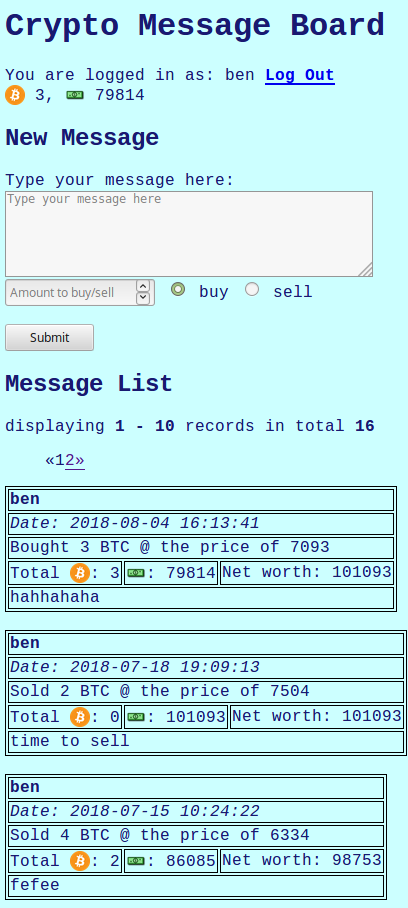 Crypto Message Board
You are logged in as: ben Log Out
3, 79814
New Message
Type your message here:
Type your message here
Amount to buy/sell buy sell
Submit
Message List
displaying 1 - 10 records in total 16
«12»
ben
Date: 2018-08-04 16:13:41
Bought 3 BTC @ the price of 7093
Total : 3 : 79814 Net worth: 101093
hahhahaha
ben
Date: 2018-07-18 19:09:13
Sold 2 BTC @ the price of 7504
Total : 0 : 101093 Net worth: 101093
time to sell
ben
Date: 2018-07-15 10:24:22
Sold 4 BTC @ the price of 6334
Total : 2 : 86085 Net worth: 98753
fefee